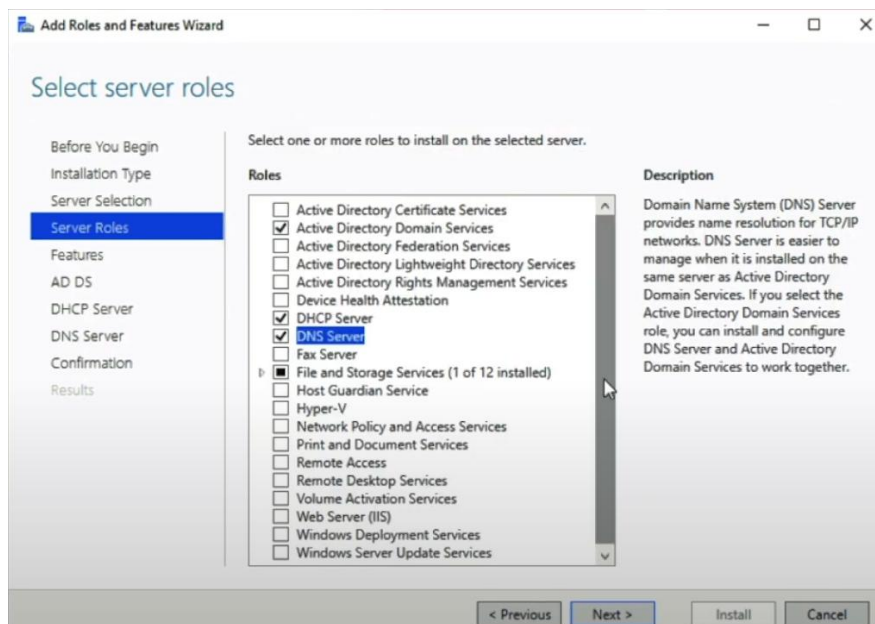 Add Roles and Features Wizard
Select server roles
Before You Begin
Installation Type
Server Selection
Server Roles
Features
AD DS
DHCP Server
DNS Server
Confirmation
Results
Select one or more roles to install on the selected server.
Roles
Active Directory Certificate Services
Active Directory Domain Services
Active Directory Federation Services
Active Directory Lightweight Directory Services
Active Directory Rights Management Services
Device Health Attestation
DHCP Server
DNS Server
Fax Server
File and Storage Services (1 of 12 installed)
Host Guardian Service
Hyper-V
Network Policy and Access Services
Print and Document Services
Remote Access
Remote Desktop Services
Volume Activation Services
Web Server (IIS)
Windows Deployment Services
Windows Server Update Services
Description
Domain Name System (DNS) Server
provides name resolution for TCP/IP
networks. DNS Server is easier to
manage when it is installed on the
same server as Active Directory
Domain Services. If you select the
Active Directory Domain Services
role, you can install and configure
DNS Server and Active Directory
Domain Services to work together.
< Previous
Next >
Install
Cancel